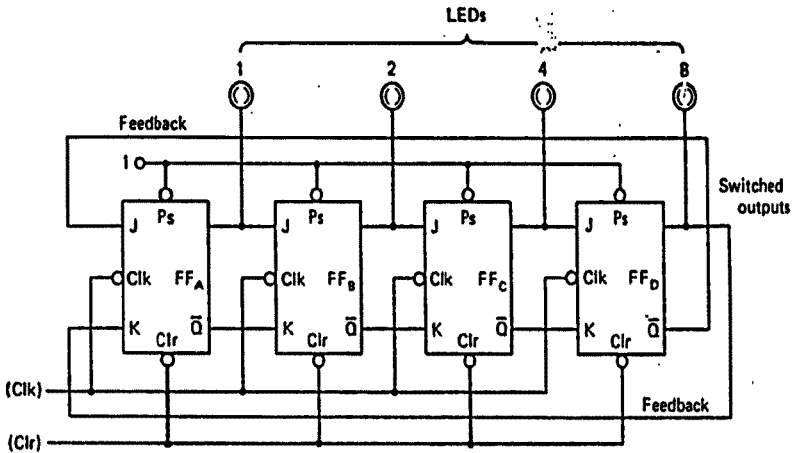 LEDs
1 2 4 8
Feedback
1
Switched
outputs
Ps Ps Ps Ps
J J J J
Clk FFA Clk FFB Clk FFC Clk FFD
K Q̅ K Q̅ K Q̅ K Q̅
Clr Clr Clr Clr
(Clk)
Feedback
(Clr)